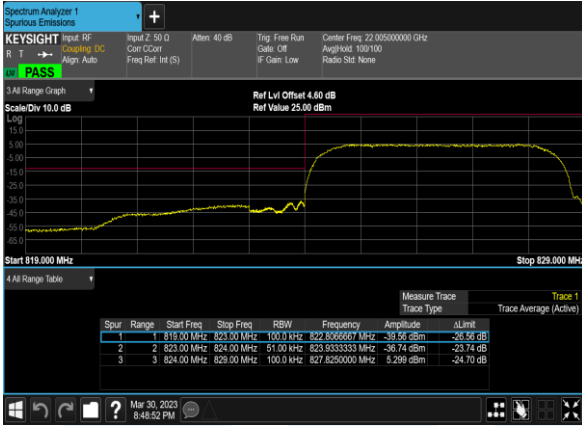 Spectrum Analyzer 1
Spurious Emissions
+
KEYSIGHT Input: RF Input Z: 50 Ω Atten: 40 dB Trig: Free Run Center Freq: 22.005000000 GHz
R T Coupling: DC Corr CCorr Gate: Off Avg|Hold: 100/100
Align: Auto Freq Ref: Int (S) IF Gain: Low Radio Std: None
PASS
3 All Range Graph
Ref Lvl Offset 4.60 dB
Scale/Div 10.0 dB Ref Value 25.00 dBm
Log
15.0
5.00
-5.00
-15.0
-25.0
-35.0
-45.0
-55.0
-65.0
Start 819.000 MHz Stop 829.000 MHz
4 All Range Table
Measure Trace Trace 1
Trace Type Trace Average (Active)
Spur Range Start Freq Stop Freq RBW Frequency Amplitude ΔLimit
1 1 819.00 MHz 823.00 MHz 100.0 kHz 822.8066667 MHz -39.56 dBm -26.56 dB
2 2 823.00 MHz 824.00 MHz 51.00 kHz 823.9333333 MHz -36.74 dBm -23.74 dB
3 3 824.00 MHz 829.00 MHz 100.0 kHz 827.8250000 MHz 5.299 dBm -24.70 dB
? Mar 30, 2023
8:48:52 PM